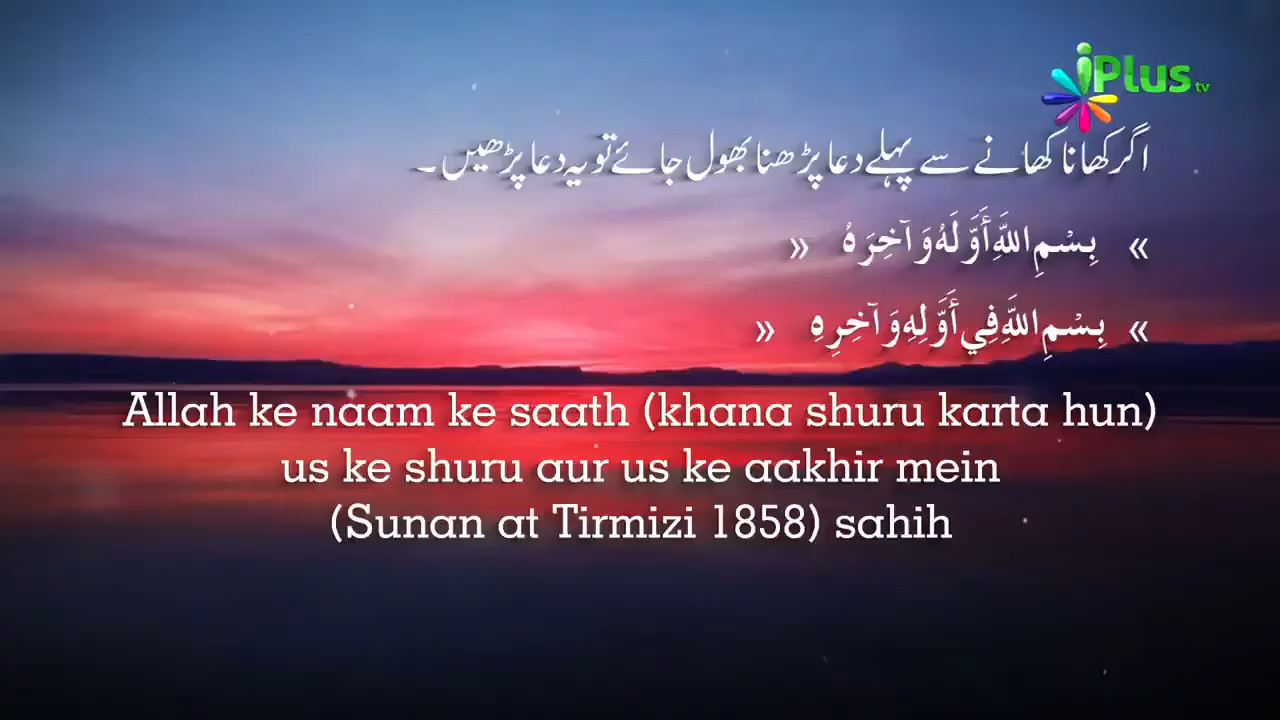 iPlus tv
اگر کھانا کھانے سے پہلے دعا پڑھنا بھول جائے تو یہ دعا پڑھیں۔
« بِسْمِ اللَّهِ أَوَّلَهُ وَآخِرَهُ »
« بِسْمِ اللَّهِ فِي أَوَّلِهِ وَآخِرِهِ »
Allah ke naam ke saath (khana shuru karta hun)
us ke shuru aur us ke aakhir mein
(Sunan at Tirmizi 1858) sahih